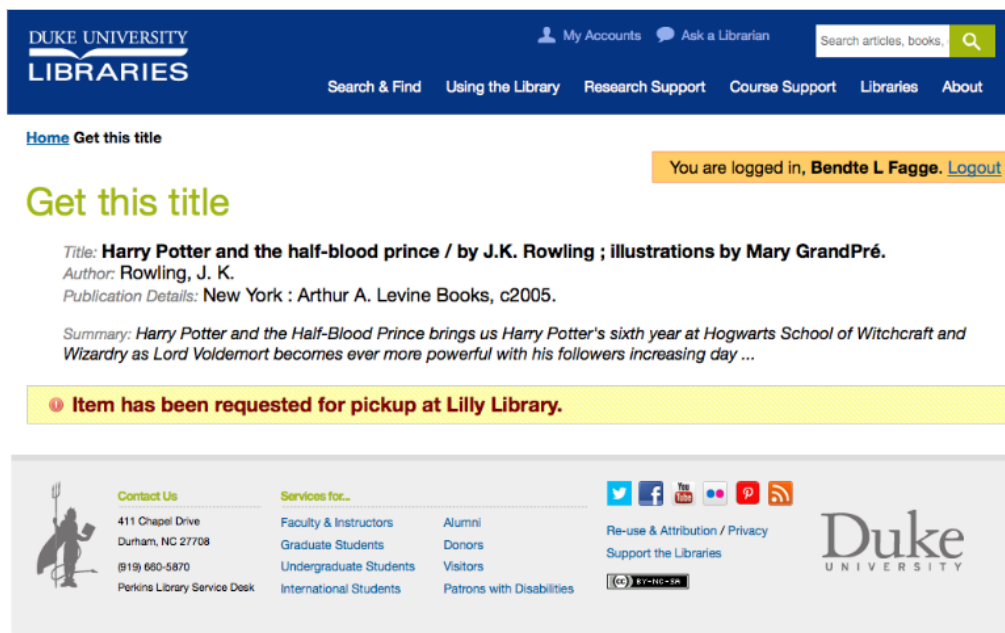 DUKE UNIVERSITY
LIBRARIES
My Accounts Ask a Librarian
Search articles, books,
Search & Find Using the Library Research Support Course Support Libraries About
Home Get this title
You are logged in, Bendte L Fagge. Logout
Get this title
Title: Harry Potter and the half-blood prince / by J.K. Rowling ; illustrations by Mary GrandPré.
Author: Rowling, J. K.
Publication Details: New York : Arthur A. Levine Books, c2005.
Summary: Harry Potter and the Half-Blood Prince brings us Harry Potter's sixth year at Hogwarts School of Witchcraft and
Wizardry as Lord Voldemort becomes ever more powerful with his followers increasing day ...
Item has been requested for pickup at Lilly Library.
Contact Us
411 Chapel Drive
Durham, NC 27708
(919) 660-5870
Perkins Library Service Desk
Services for...
Faculty & Instructors
Graduate Students
Undergraduate Students
International Students
Alumni
Donors
Visitors
Patrons with Disabilities
You
Tube
Re-use & Attribution / Privacy
Support the Libraries
(cc) BY-NC-SA
Duke
UNIVERSITY